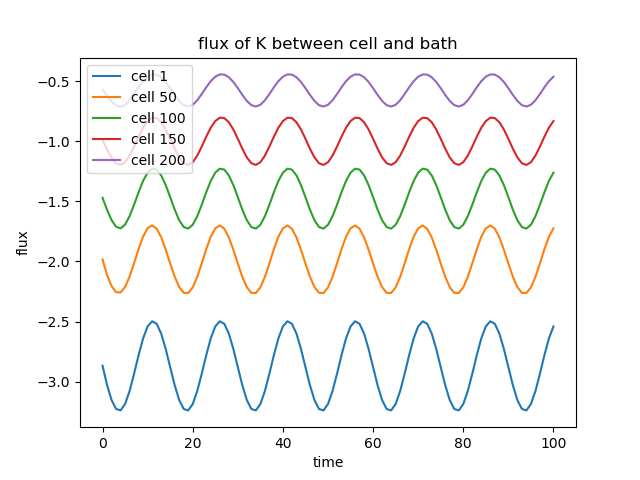 flux of K between cell and bath
cell 1
cell 50
cell 100
cell 150
cell 200
−0.5
−1.0
−1.5
−2.0
−2.5
−3.0
flux
0 20 40 60 80 100
time